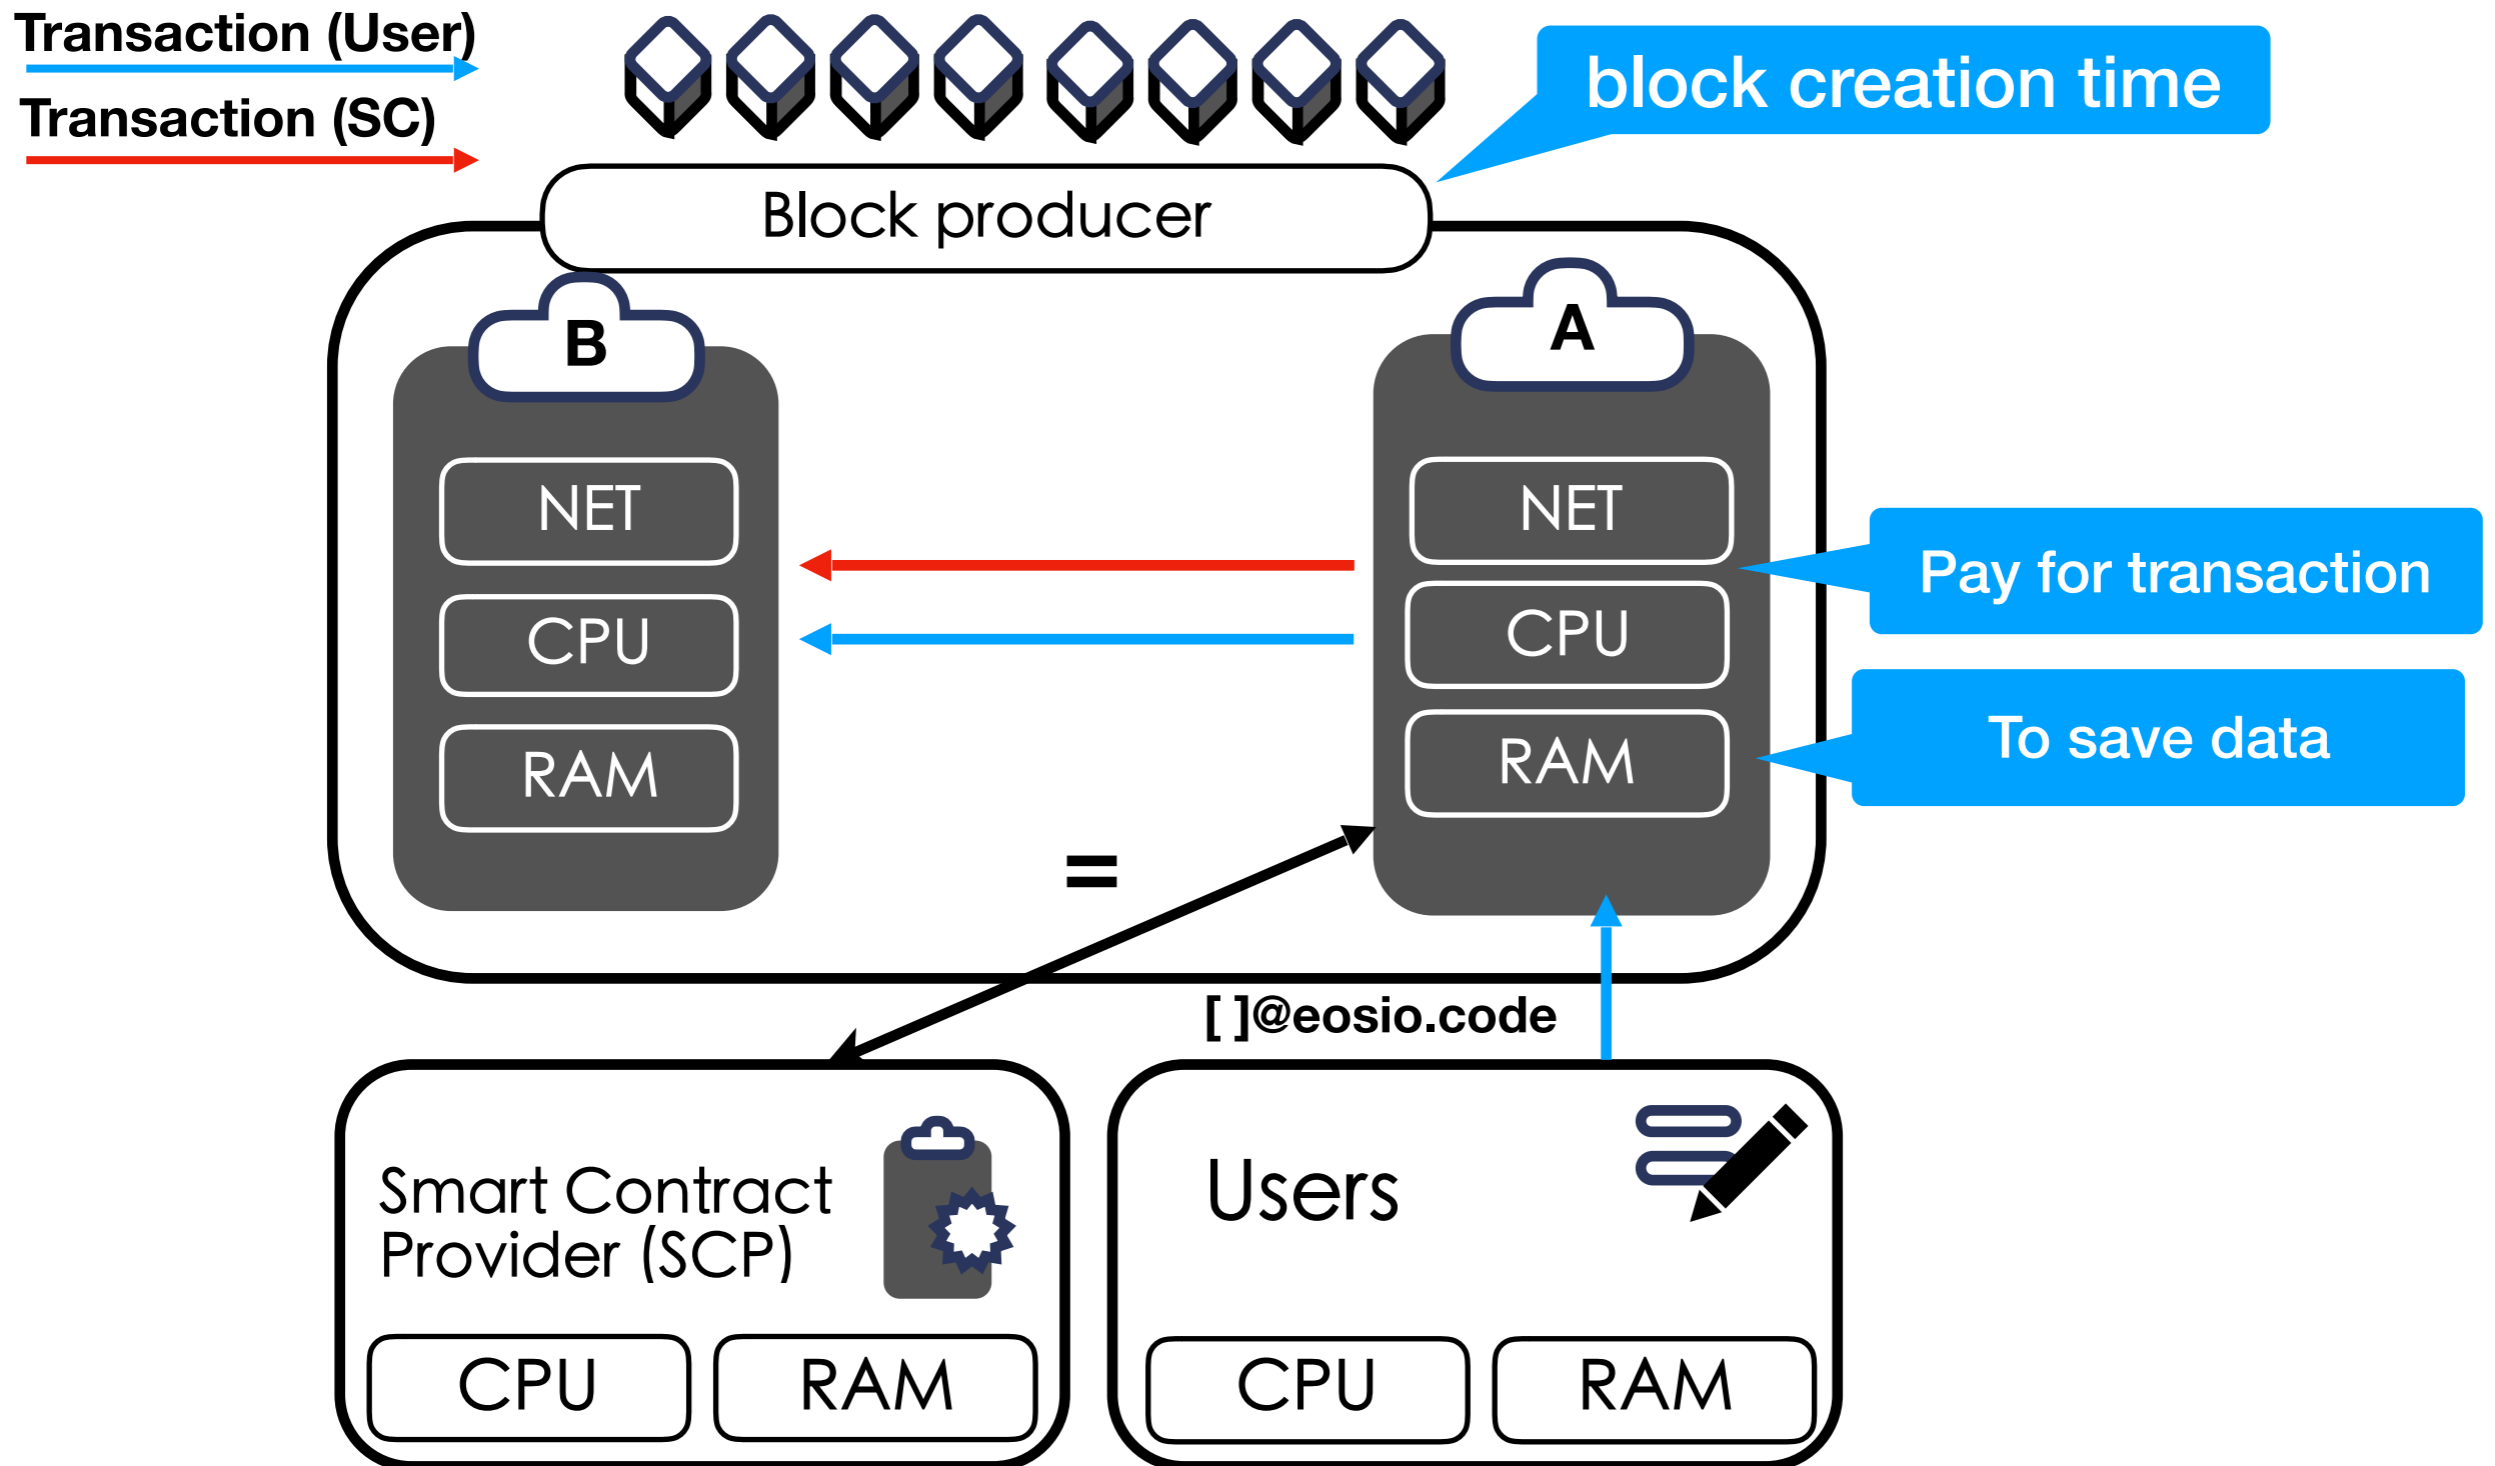 Transaction (User)
Transaction (SC)
block creation time
Block producer
B
A
NET
NET
CPU
CPU
RAM
RAM
Pay for transaction
To save data
=
[ ]@eosio.code
Smart Contract
Provider (SCP)
CPU
RAM
Users
CPU
RAM